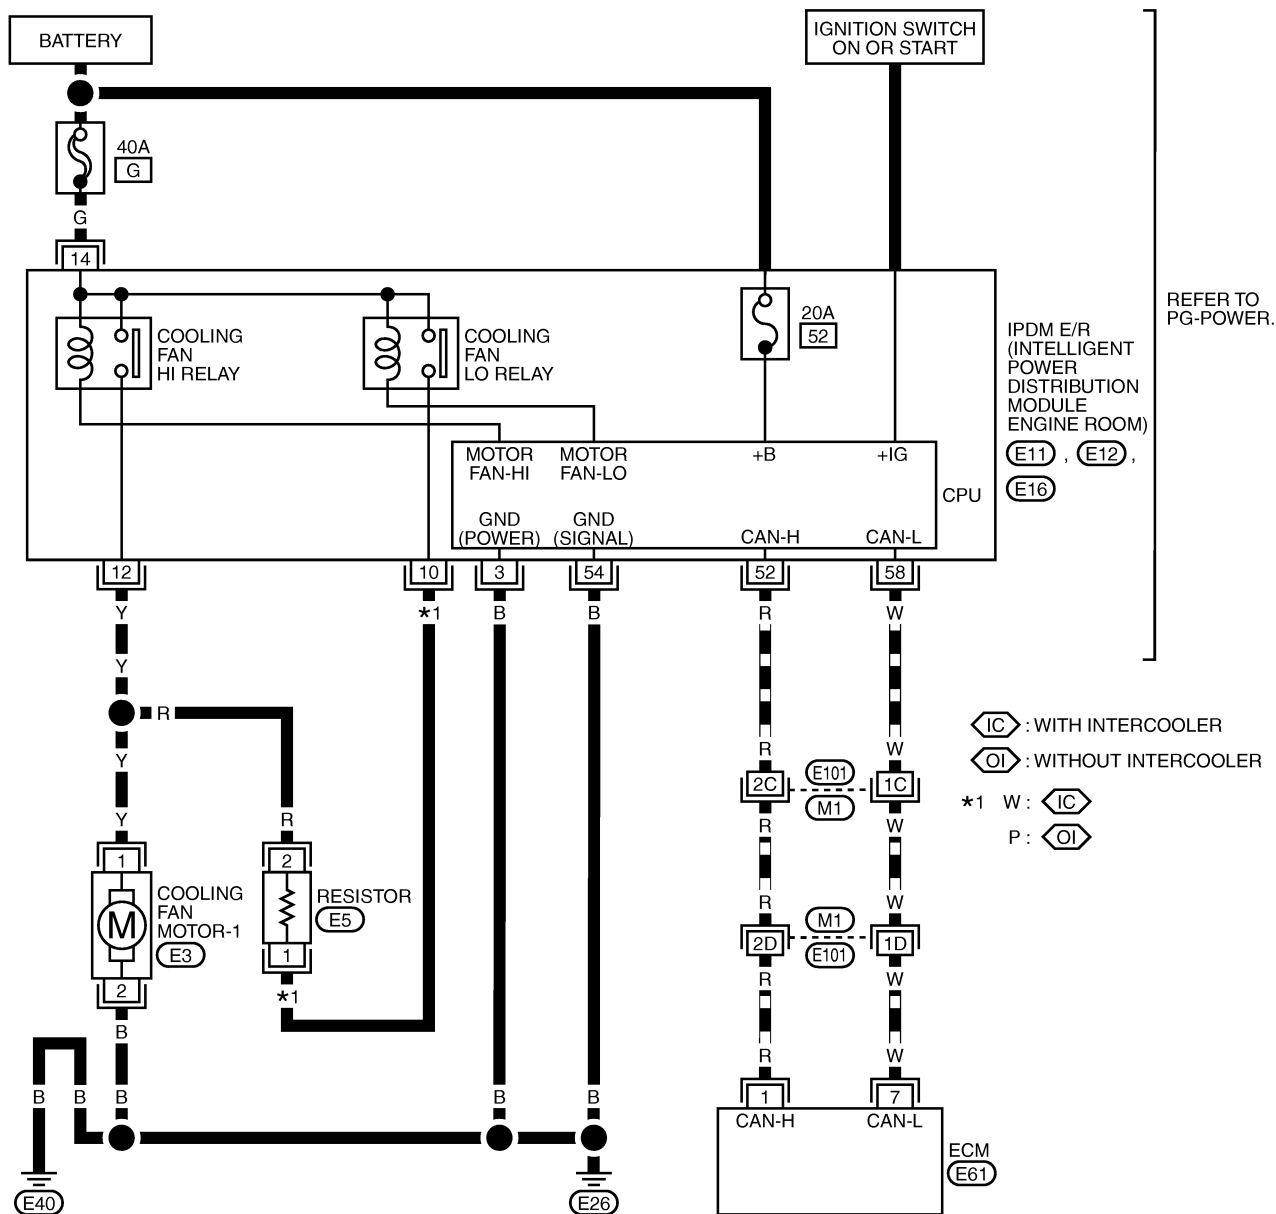 BATTERY
IGNITION SWITCH
ON OR START
40A
G
G
14
COOLING
FAN
HI RELAY
COOLING
FAN
LO RELAY
20A
52
REFER TO
PG-POWER.
IPDM E/R
(INTELLIGENT
POWER
DISTRIBUTION
MODULE
ENGINE ROOM)
E11 , E12 ,
E16
MOTOR
FAN-HI
MOTOR
FAN-LO
+B
+IG
CPU
GND
(POWER)
GND
(SIGNAL)
CAN-H
CAN-L
12
10
3
54
52
58
Y
*1
B
B
R
W
Y
R
Y
R
W
IC : WITH INTERCOOLER
OI : WITHOUT INTERCOOLER
*1 W : IC
P : OI
2C
E101
M1
1C
Y
R
R
W
1
2
COOLING
FAN
MOTOR-1
E3
M
RESISTOR
E5
R
W
2D
M1
E101
1D
1
2
*1
R
W
B
R
W
B
B
B
B
B
1
7
CAN-H
CAN-L
ECM
E61
E40
E26